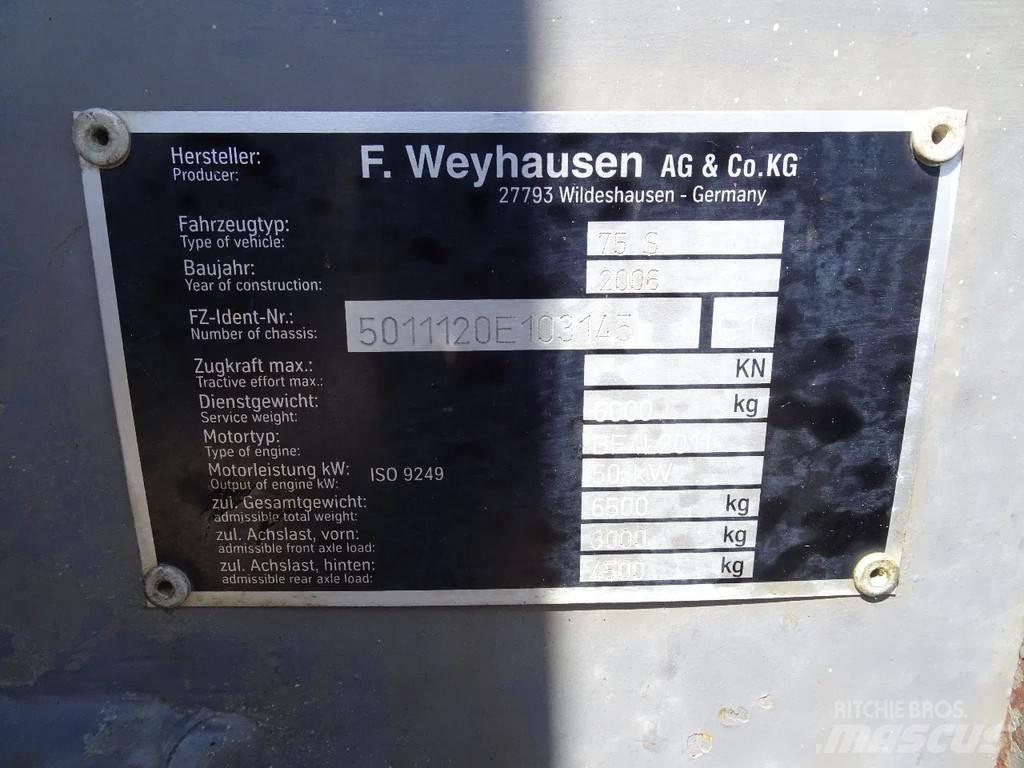 Hersteller: F. Weyhausen AG & Co.KG
Producer: 27793 Wildeshausen - Germany
Fahrzeugtyp: 75 S
Type of vehicle:
Baujahr: 2006
Year of construction:
FZ-Ident-Nr.: 5011120E103145 1
Number of chassis:
Zugkraft max.: KN
Tractive effort max.:
Dienstgewicht: 6000 kg
Service weight:
Motortyp:
Type of engine:
Motorleistung kW: ISO 9249 50 kW
Output of engine kW:
zul. Gesamtgewicht: 6500 kg
admissible total weight:
zul. Achslast, vorn: 3000 kg
admissible front axle load:
zul. Achslast, hinten: 4500 kg
admissible rear axle load:
RITCHIE BROS.
MASCUS